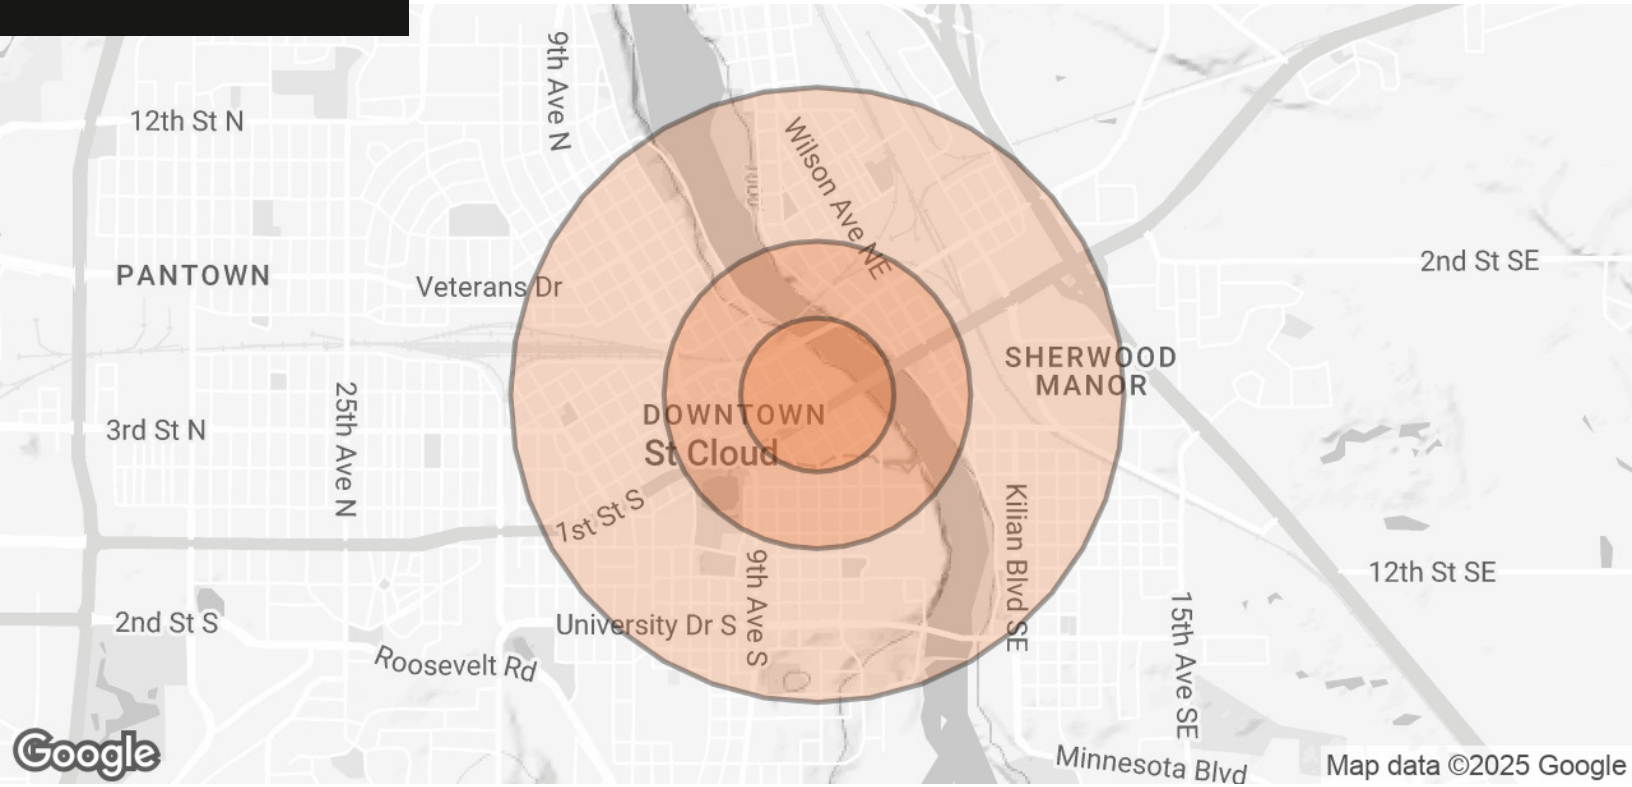 9th Ave N
12th St N
Wilson Ave NE
2nd St SE
PANTOWN
Veterans Dr
SHERWOOD
MANOR
25th Ave N
DOWNTOWN
3rd St N
St Cloud
1st St S
Kilian Blvd SE
9th Ave S
12th St SE
2nd St S
University Dr S
15th Ave SE
Roosevelt Rd
Google
Minnesota Blvd
Map data ©2025 Google